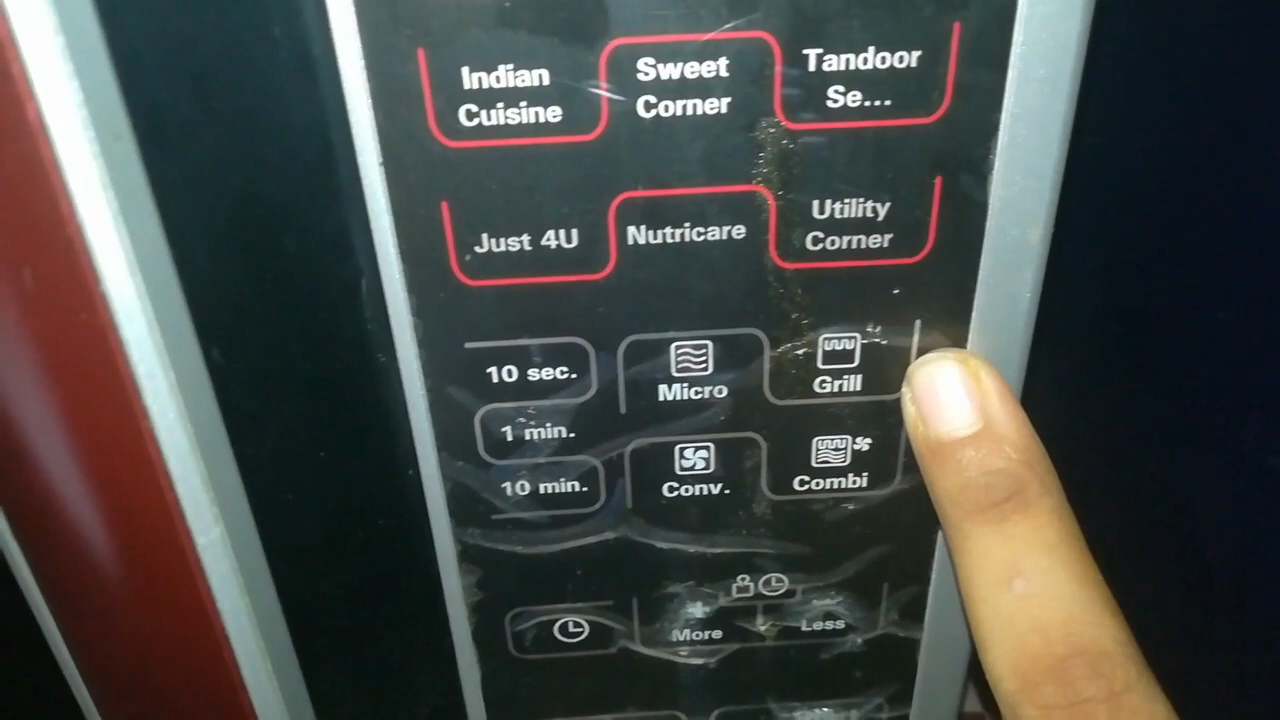 Indian
Cuisine
Sweet
Corner
Tandoor
Se...
Just 4U
Nutricare
Utility
Corner
10 sec.
Micro
Grill
1 min.
10 min.
Conv.
Combi
More
Less